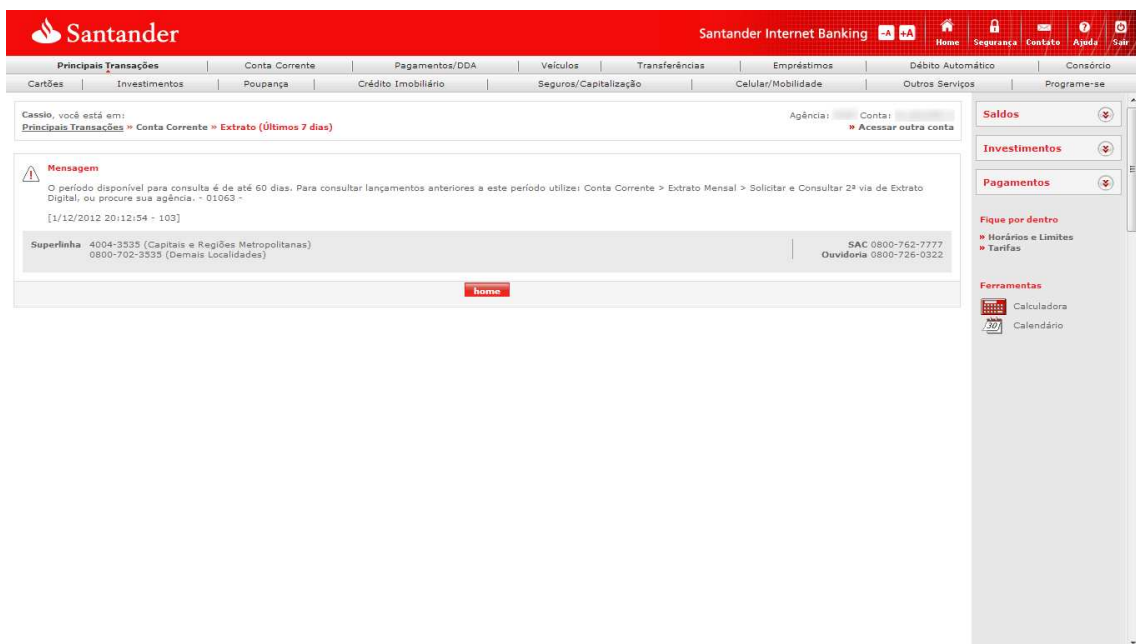 Santander
Santander Internet Banking -A +A Home Segurança Contato Ajuda Sair
Principais Transações Conta Corrente Pagamentos/DDA Veículos Transferências Empréstimos Débito Automático Consórcio
Cartões Investimentos Poupança Crédito Imobiliário Seguros/Capitalização Celular/Mobilidade Outros Serviços Programe-se
Cassio, você está em:
Principais Transações » Conta Corrente » Extrato (Últimos 7 dias)
Agência: Conta:
» Acessar outra conta
Mensagem
O período disponível para consulta é de até 60 dias. Para consultar lançamentos anteriores a este período utilize: Conta Corrente > Extrato Mensal > Solicitar e Consultar 2ª via de Extrato
Digital, ou procure sua agência. - 01063 -
[1/12/2012 20:12:54 - 103]
Superlinha 4004-3535 (Capitais e Regiões Metropolitanas)
0800-702-3535 (Demais Localidades)
SAC 0800-762-7777
Ouvidoria 0800-726-0322
home
Saldos
Investimentos
Pagamentos
Fique por dentro
» Horários e Limites
» Tarifas
Ferramentas
Calculadora
30 Calendário